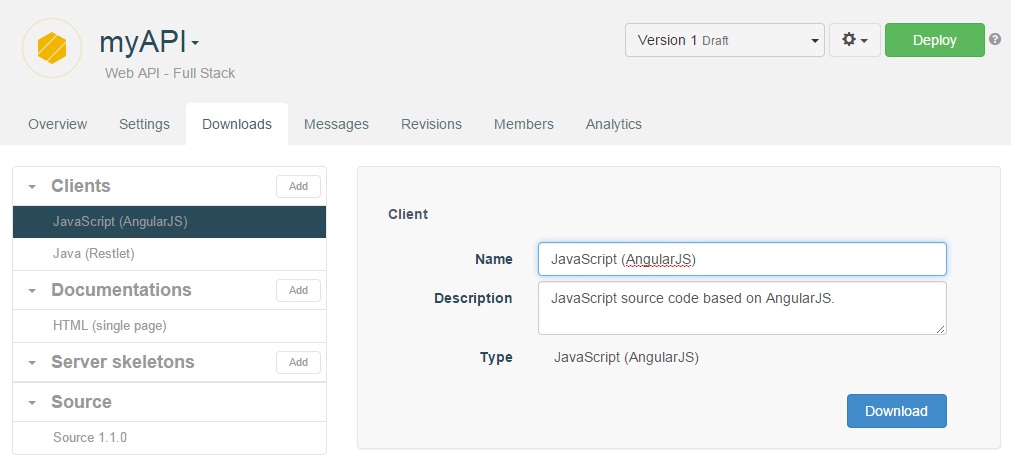 myAPI
Web API - Full Stack
Version 1 Draft
Deploy
?
Overview Settings Downloads Messages Revisions Members Analytics
Clients Add
JavaScript (AngularJS)
Java (Restlet)
Documentations Add
HTML (single page)
Server skeletons Add
Source
Source 1.1.0
Client
Name JavaScript (AngularJS)
Description JavaScript source code based on AngularJS.
Type JavaScript (AngularJS)
Download